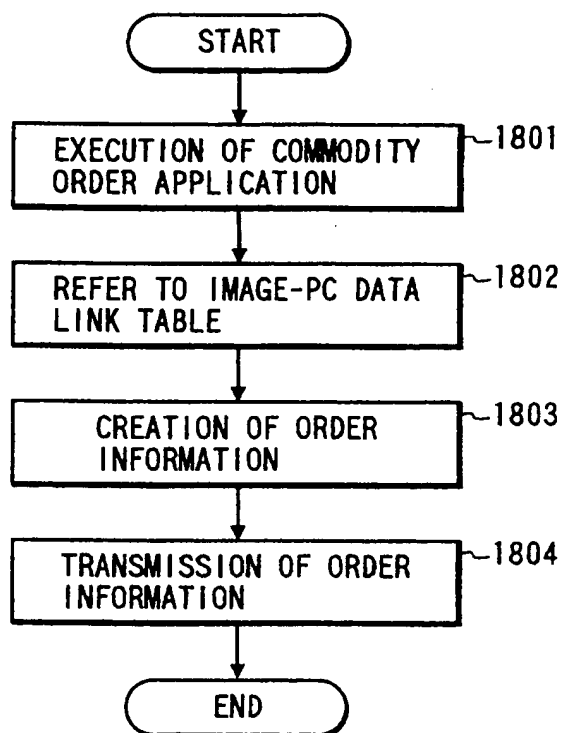 START
EXECUTION OF COMMODITY
ORDER APPLICATION
1801
REFER TO IMAGE-PC DATA
LINK TABLE
1802
CREATION OF ORDER
INFORMATION
1803
TRANSMISSION OF ORDER
INFORMATION
1804
END